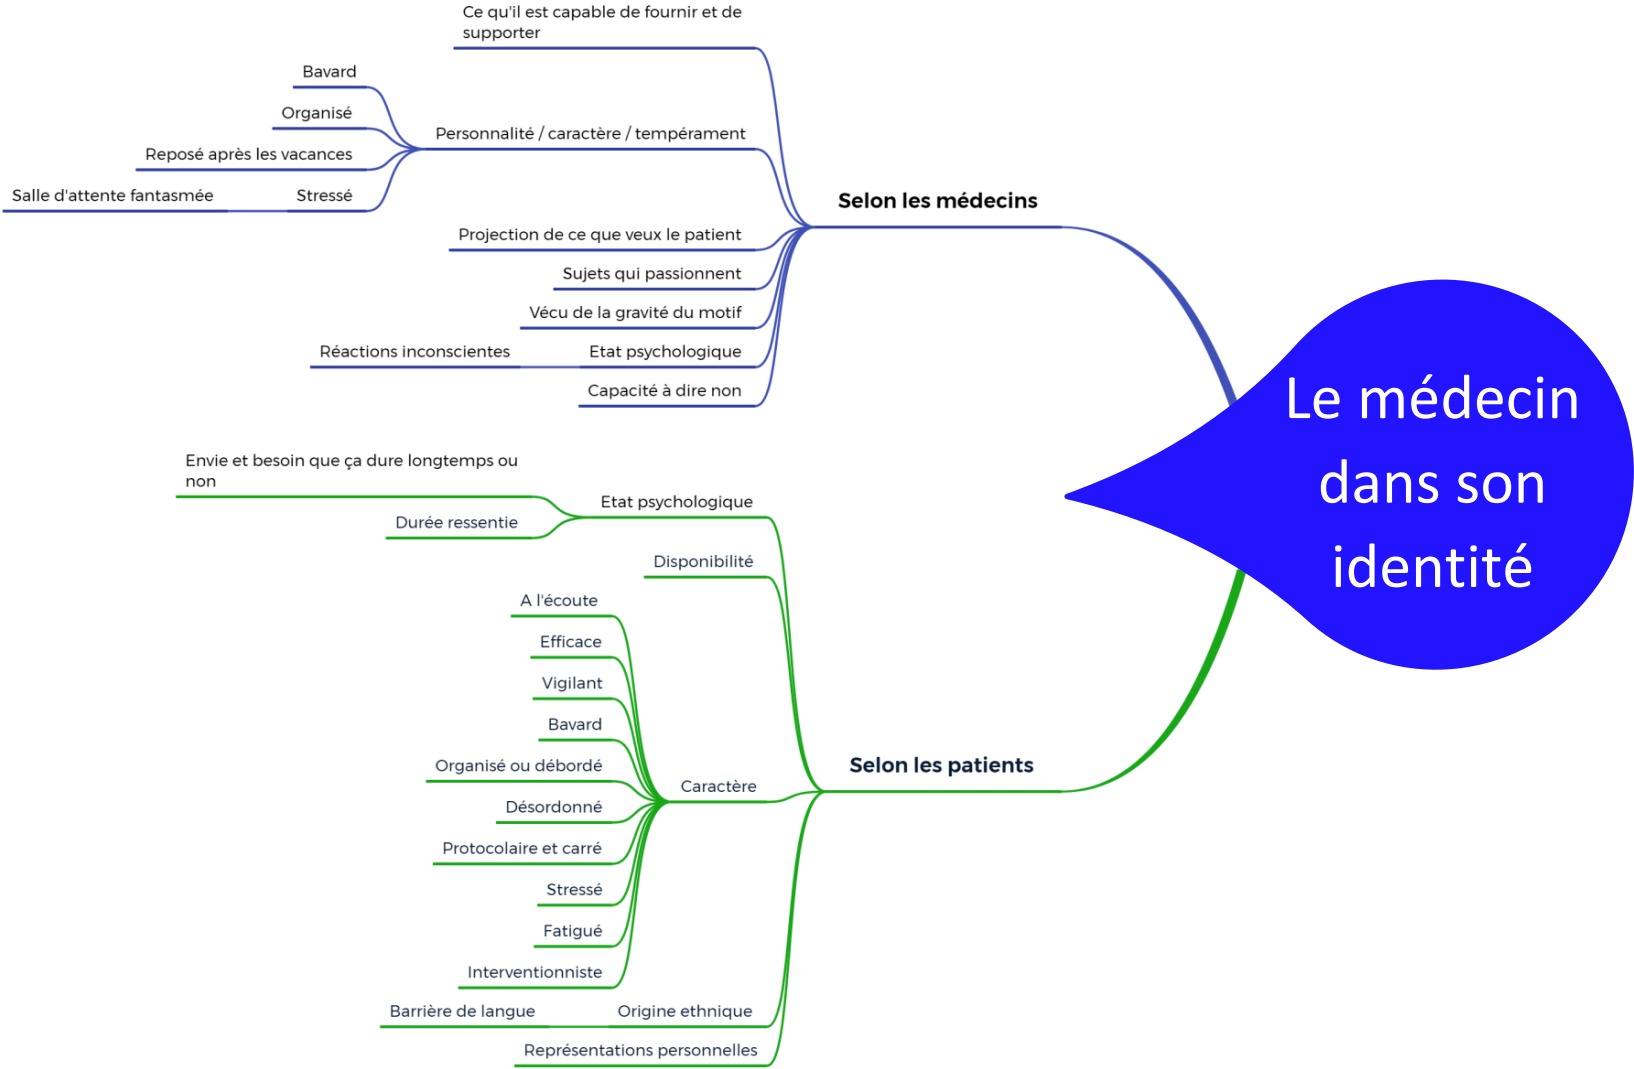 Ce qu'il est capable de fournir et de
supporter
Bavard
Organisé
Personnalité / caractère / tempérament
Reposé après les vacances
Salle d'attente fantasmée
Stressé
Selon les médecins
Projection de ce que veux le patient
Sujets qui passionnent
Vécu de la gravité du motif
Réactions inconscientes
Etat psychologique
Capacité à dire non
Le médecin
dans son
identité
Envie et besoin que ça dure longtemps ou
non
Etat psychologique
Durée ressentie
Disponibilité
A l'écoute
Efficace
Vigilant
Bavard
Organisé ou débordé
Selon les patients
Caractère
Désordonné
Protocolaire et carré
Stressé
Fatigué
Interventionniste
Barrière de langue
Origine ethnique
Représentations personnelles